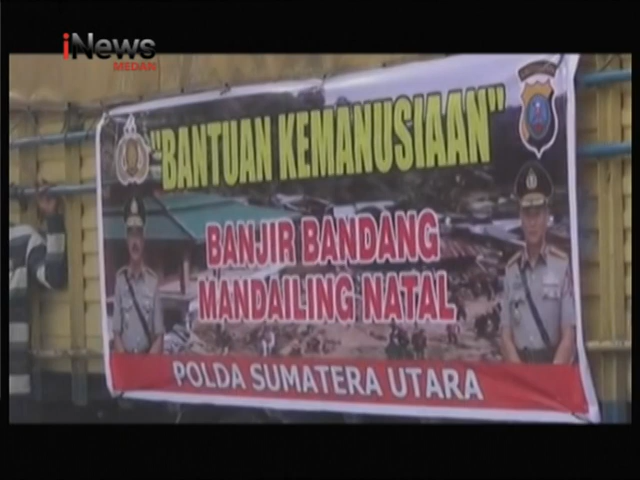 iNews
MEDAN
"BANTUAN KEMANUSIAAN"
BANJIR BANDANG
MANDAILING NATAL
POLDA SUMATERA UTARA